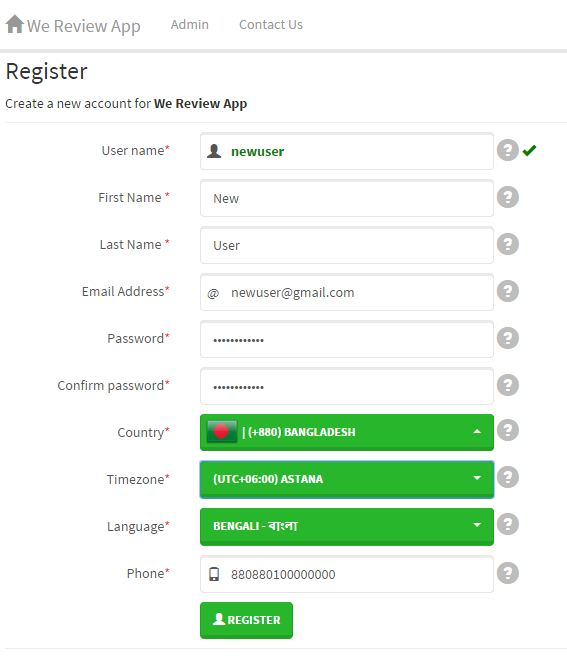 We Review App Admin Contact Us
Register
Create a new account for We Review App
User name* newuser ?
First Name * New ?
Last Name * User ?
Email Address* @ newuser@gmail.com ?
Password* •••••••••••• ?
Confirm password* •••••••••••• ?
Country* | (+880) BANGLADESH ?
Timezone* (UTC+06:00) ASTANA ?
Language* BENGALI - বাংলা ?
Phone* 880880100000000 ?
REGISTER